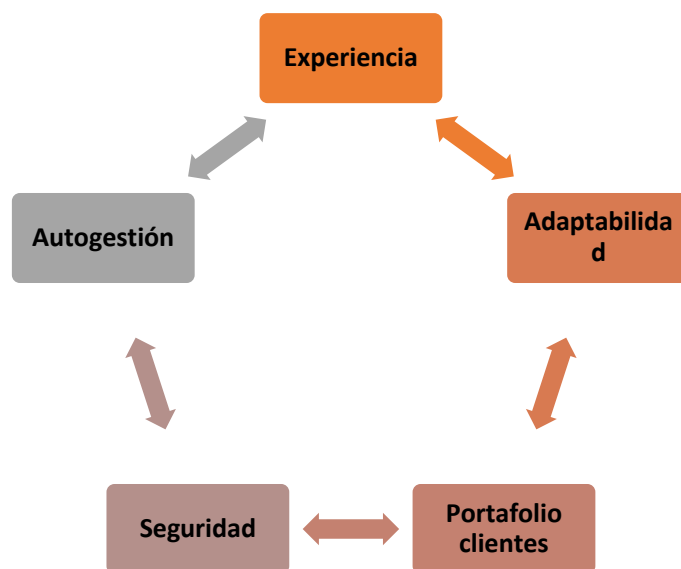 Experiencia
Autogestión
Adaptabilida
d
Seguridad
Portafolio
clientes